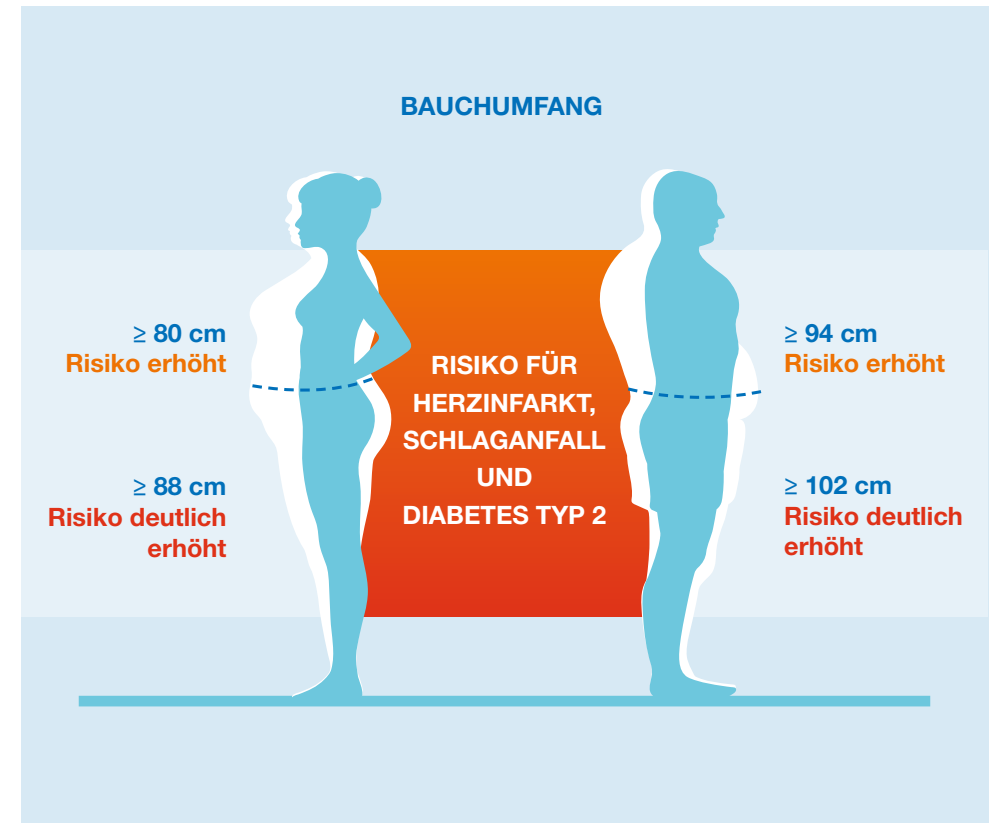 BAUCHUMFANG
≥ 80 cm
Risiko erhöht
≥ 88 cm
Risiko deutlich
erhöht
RISIKO FÜR
HERZINFARKT,
SCHLAGANFALL
UND
DIABETES TYP 2
≥ 94 cm
Risiko erhöht
≥ 102 cm
Risiko deutlich
erhöht